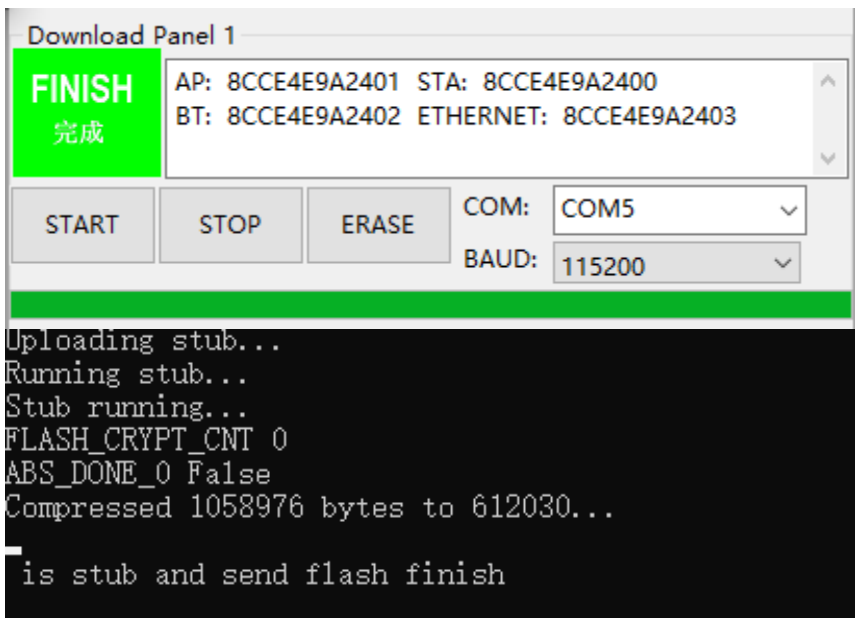 Download Panel 1
FINISH
完成
AP: 8CCE4E9A2401 STA: 8CCE4E9A2400
BT: 8CCE4E9A2402 ETHERNET: 8CCE4E9A2403
START STOP ERASE COM: COM5
BAUD: 115200
Uploading stub...
Running stub...
Stub running...
FLASH_CRYPT_CNT 0
ABS_DONE_0 False
Compressed 1058976 bytes to 612030...
is stub and send flash finish